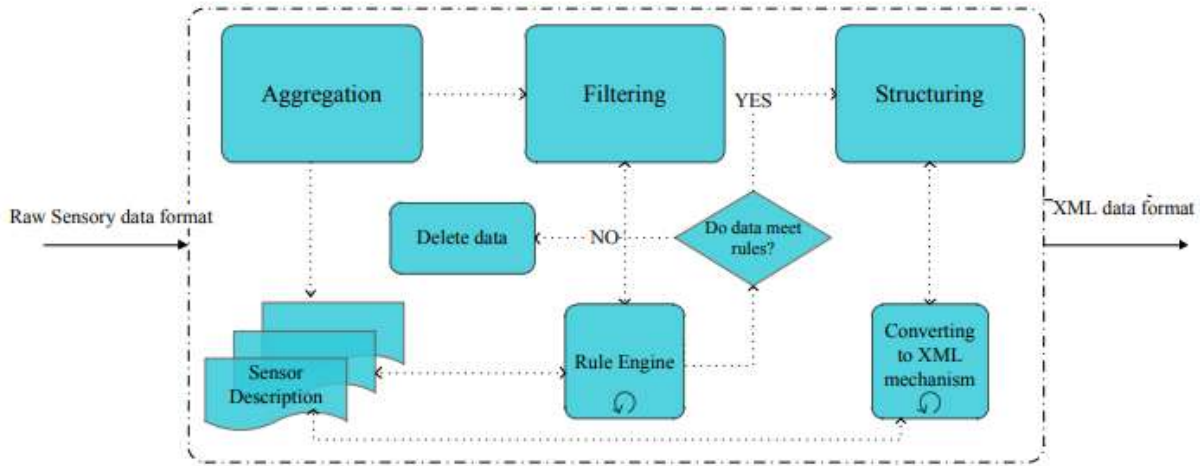 Aggregation
Filtering
YES
Structuring
Raw Sensory data format
XML data format
Delete data
NO
Do data meet
rules?
Sensor
Description
Rule Engine
Converting
to XML
mechanism